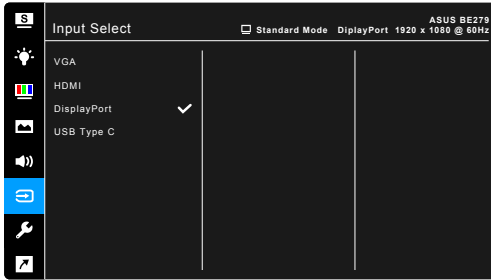 S
ASUS BE279
Input Select
Standard Mode DiplayPort 1920 x 1080 @ 60Hz
VGA
HDMI
DisplayPort
USB Type C